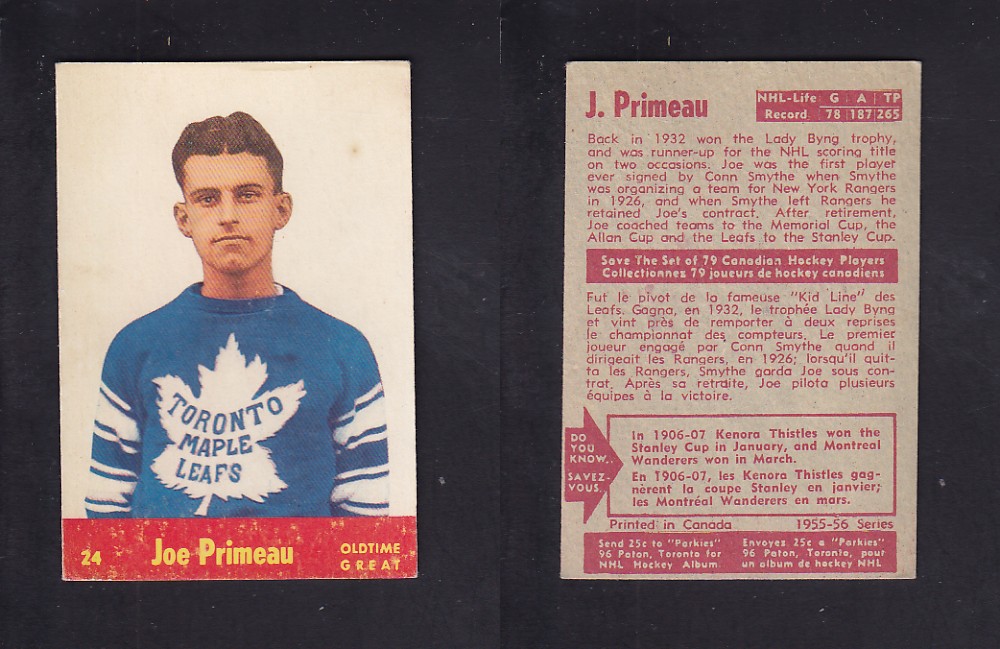 TORONTO
MAPLE
LEAFS
24 Joe Primeau OLDTIME
GREAT
J. Primeau
NHL-Life G A TP
Record 78 187 265
Back in 1932 won the Lady Byng trophy,
and was runner-up for the NHL scoring title
on two occasions. Joe was the first player
ever signed by Conn Smythe when Smythe
was organizing a team for New York Rangers
in 1926, and when Smythe left Rangers he
retained Joe's contract. After retirement,
Joe coached teams to the Memorial Cup, the
Allan Cup and the Leafs to the Stanley Cup.
Save The Set of 79 Canadian Hockey Players
Collectionnez 79 joueurs de hockey canadiens
Fut le pivot de la fameuse "Kid Line" des
Leafs. Gagna, en 1932, le trophée Lady Byng
et vint près de remporter à deux reprises
le championnat des compteurs. Le premier
joueur engagé par Conn Smythe quand il
dirigeait les Rangers, en 1926; lorsqu'il quit-
ta les Rangers, Smythe garda Joe sous con-
trat. Après sa retraite, Joe pilota plusieurs
équipes à la victoire.
DO
YOU
KNOW..
SAVEZ-
VOUS.
In 1906-07 Kenora Thistles won the
Stanley Cup in January, and Montreal
Wanderers won in March.
En 1906-07, les Kenora Thistles gag-
nèrent la coupe Stanley en janvier;
les Montréal Wanderers en mars.
Printed in Canada 1955-56 Series
Send 25c to "Parkies"
96 Paton, Toronto for
NHL Hockey Album
Envoyez 25c a "Parkies"
96 Paton, Toronto, pour
un album de hockey NHL